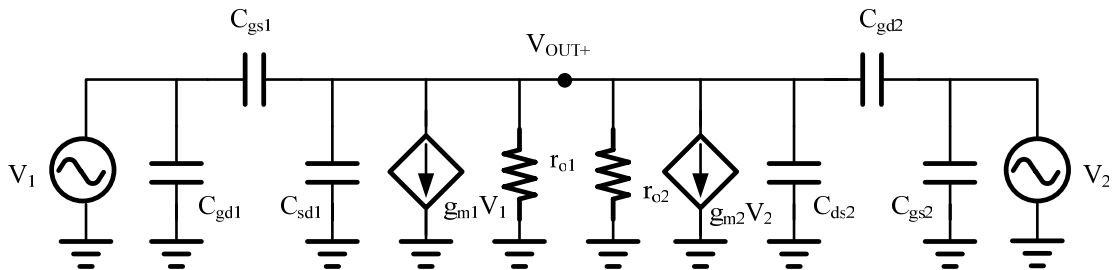 C_gs1
V_OUT+
C_gd2
V_1
C_gd1
C_sd1
g_m1V_1
r_o1
r_o2
g_m2V_2
C_ds2
C_gs2
V_2